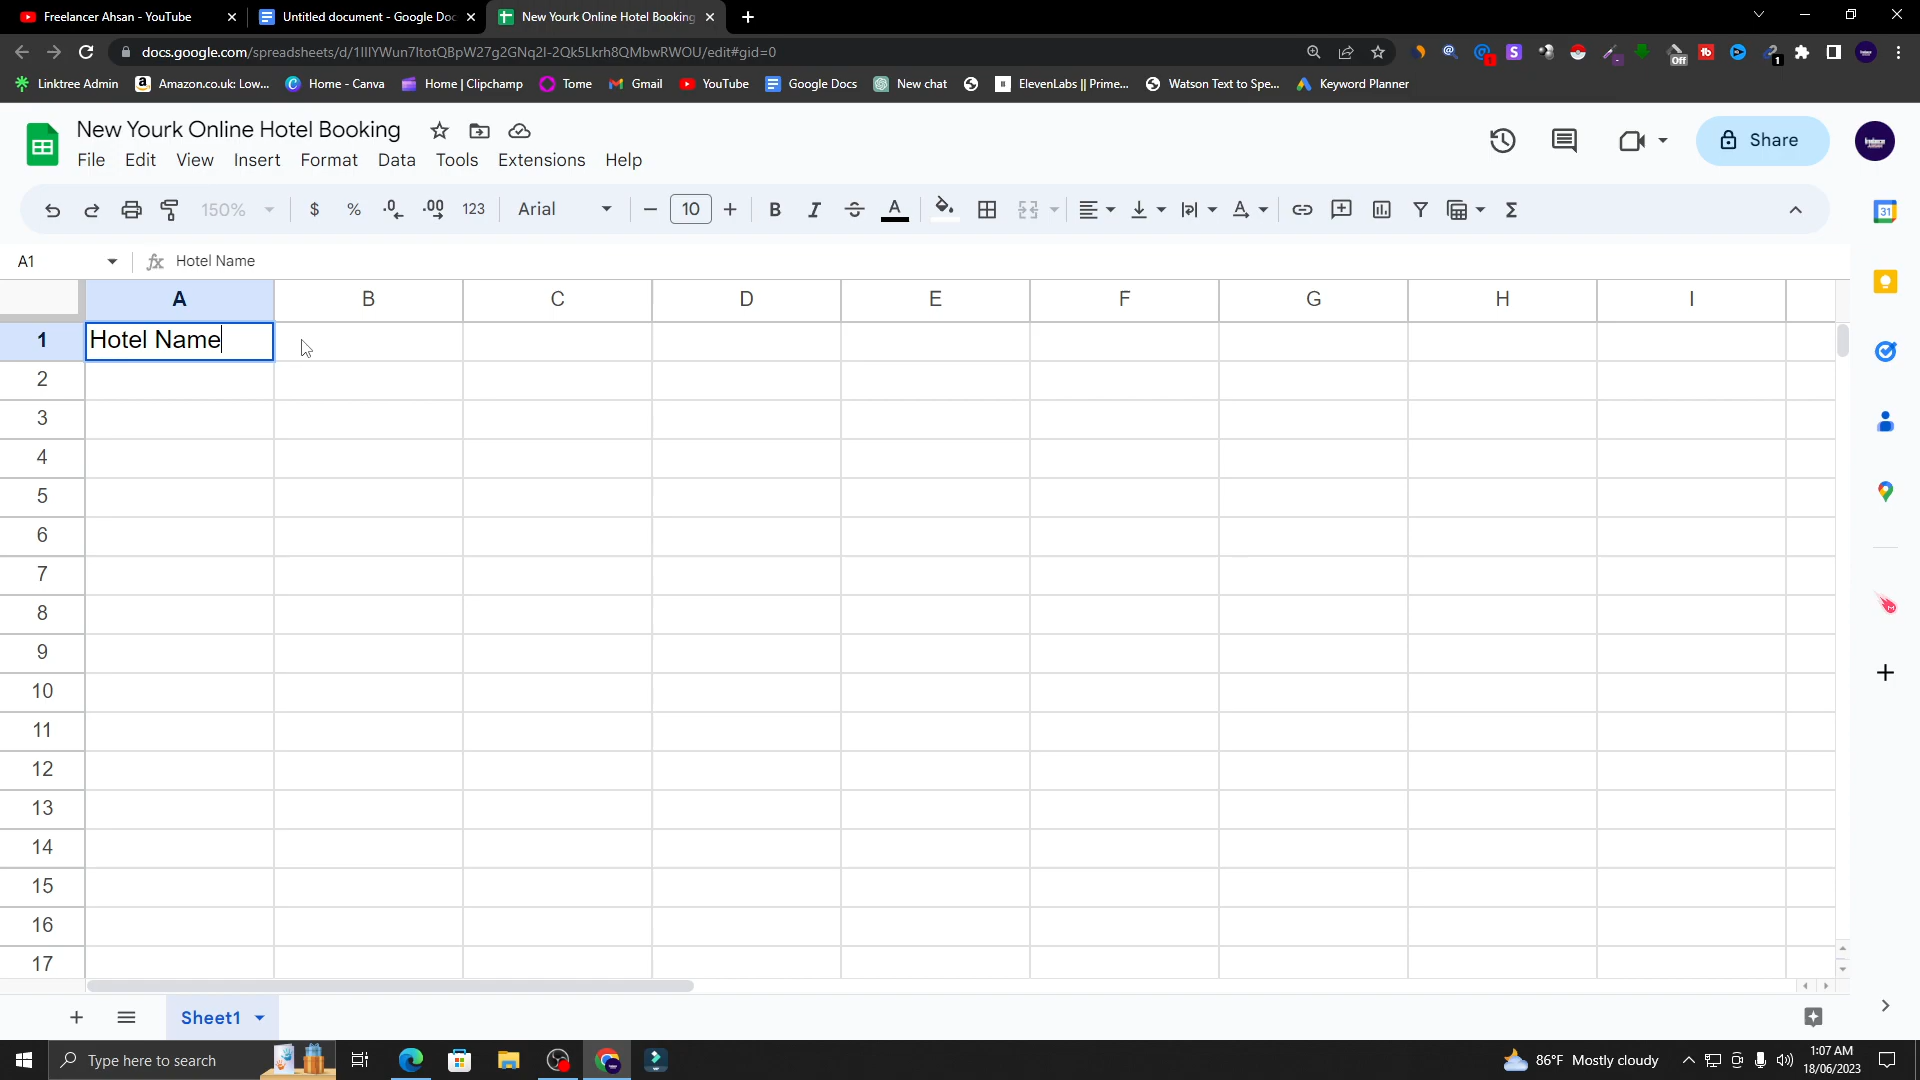 Freelancer Ahsan - YouTube
Untitled document - Google Doc
New Yourk Online Hotel Booking
docs.google.com/spreadsheets/d/1IIIYWun7ItotQBpW27g2GNq2I-2Qk5Lkrh8QMbwRWOU/edit#gid=0
Linktree Admin
Amazon.co.uk: Low...
Home - Canva
Home | Clipchamp
Tome
Gmail
YouTube
Google Docs
New chat
ElevenLabs || Prime...
Watson Text to Spe...
Keyword Planner
New Yourk Online Hotel Booking
File Edit View Insert Format Data Tools Extensions Help
Share
150% $ % .0 .00 123 Arial 10 B I A
A1 fx Hotel Name
A B C D E F G H I
1 Hotel Name
2
3
4
5
6
7
8
9
10
11
12
13
14
15
16
17
Sheet1
Type here to search
86°F Mostly cloudy
1:07 AM
18/06/2023